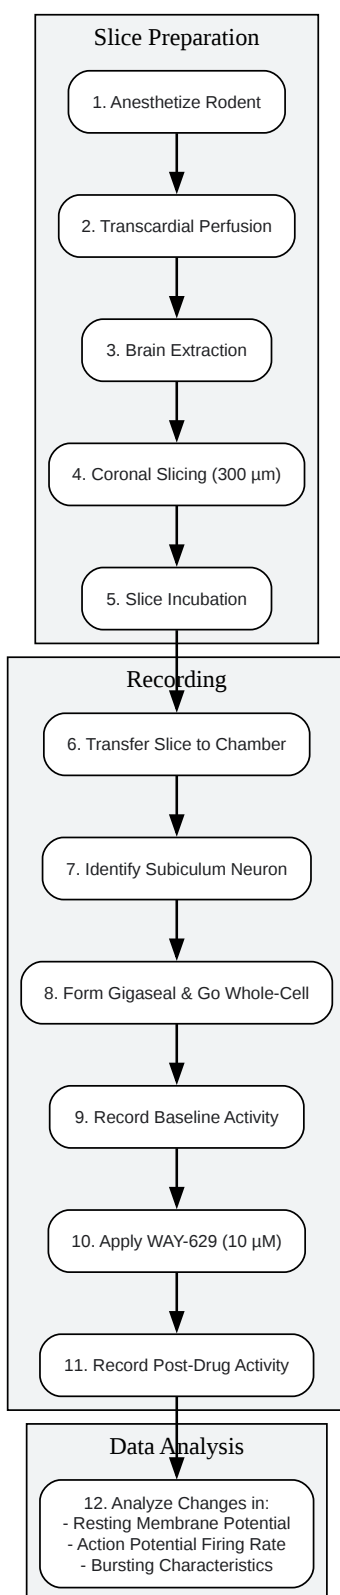 Slice Preparation
1. Anesthetize Rodent
2. Transcardial Perfusion
3. Brain Extraction
4. Coronal Slicing (300 µm)
5. Slice Incubation
Recording
6. Transfer Slice to Chamber
7. Identify Subiculum Neuron
8. Form Gigaseal & Go Whole-Cell
9. Record Baseline Activity
10. Apply WAY-629 (10 µM)
11. Record Post-Drug Activity
Data Analysis
12. Analyze Changes in:
- Resting Membrane Potential
- Action Potential Firing Rate
- Bursting Characteristics